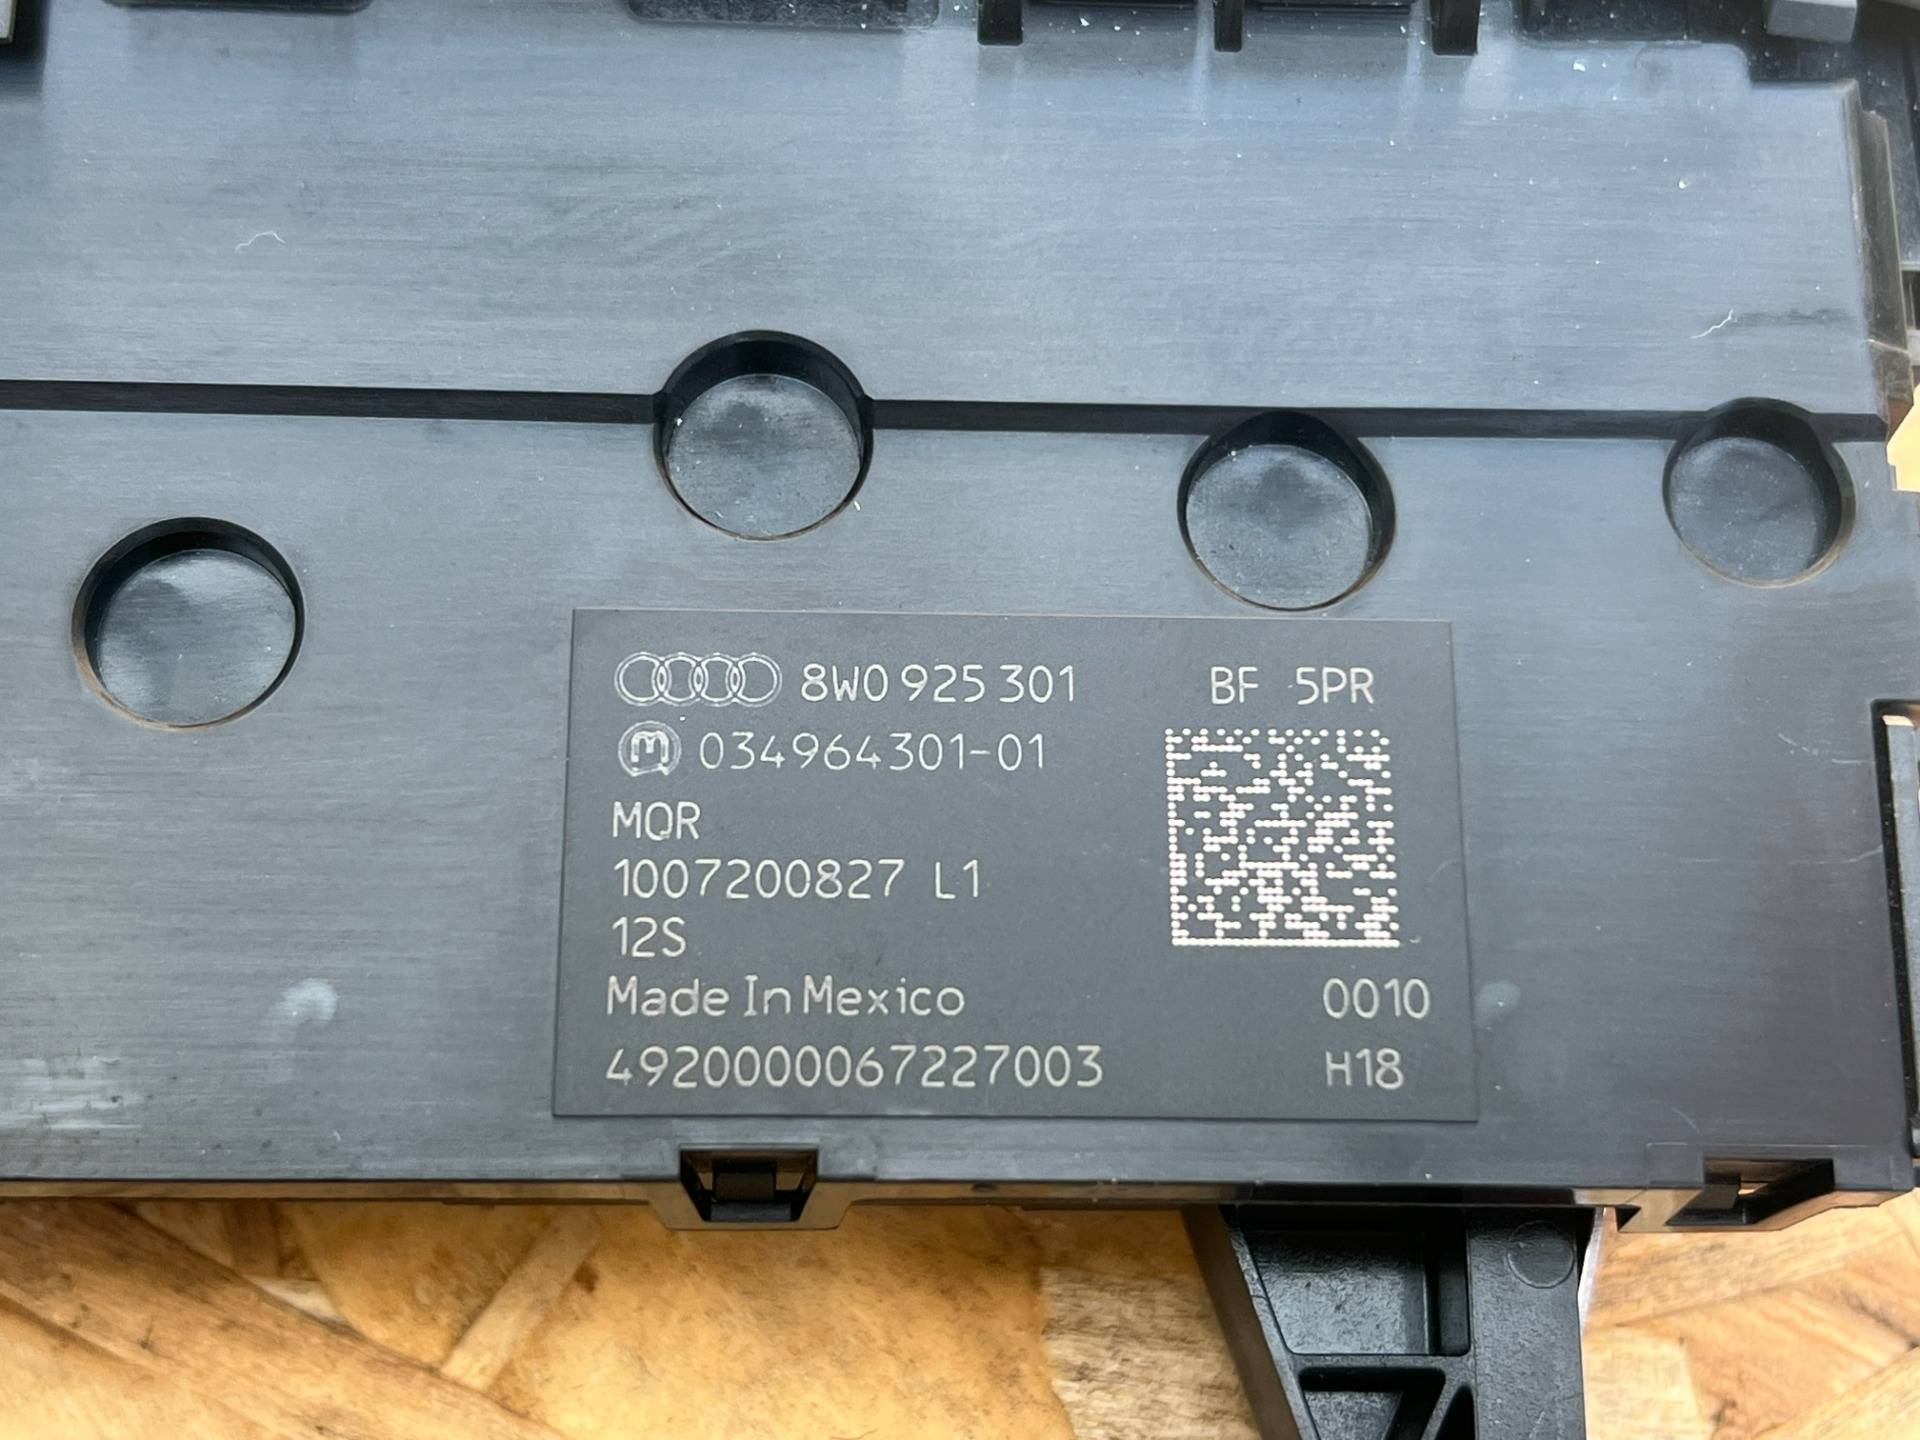 8W0 925 301 BF 5PR
034964301-01
MQR
1007200827 L1
12S
Made In Mexico 0010
4920000067227003 H18